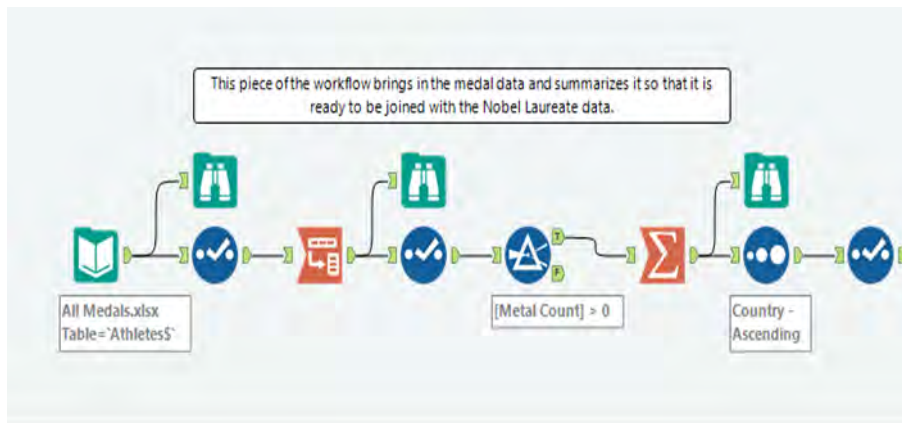 This piece of the workflow brings in the medal data and summarizes it so that it is
ready to be joined with the Nobel Laureate data.
T
F
All Medals.xlsx
Table=`Athletes$`
[Metal Count] > 0
Country -
Ascending